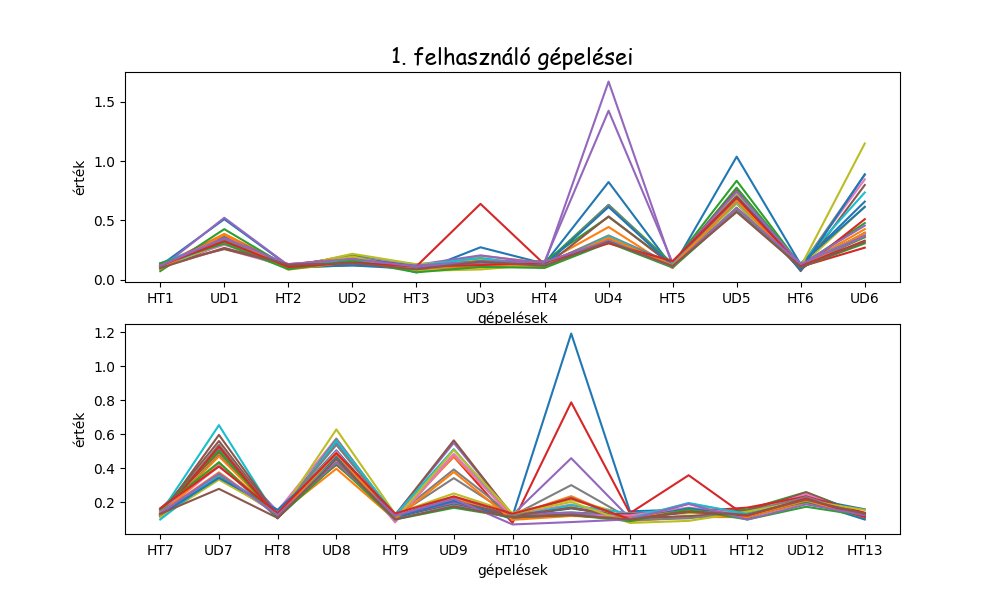 1. felhasználó gépelései
érték
1.5
1.0
0.5
0.0
HT1 UD1 HT2 UD2 HT3 UD3 HT4 UD4 HT5 UD5 HT6 UD6
gépelések
érték
1.2
1.0
0.8
0.6
0.4
0.2
HT7 UD7 HT8 UD8 HT9 UD9 HT10 UD10 HT11 UD11 HT12 UD12 HT13
gépelések